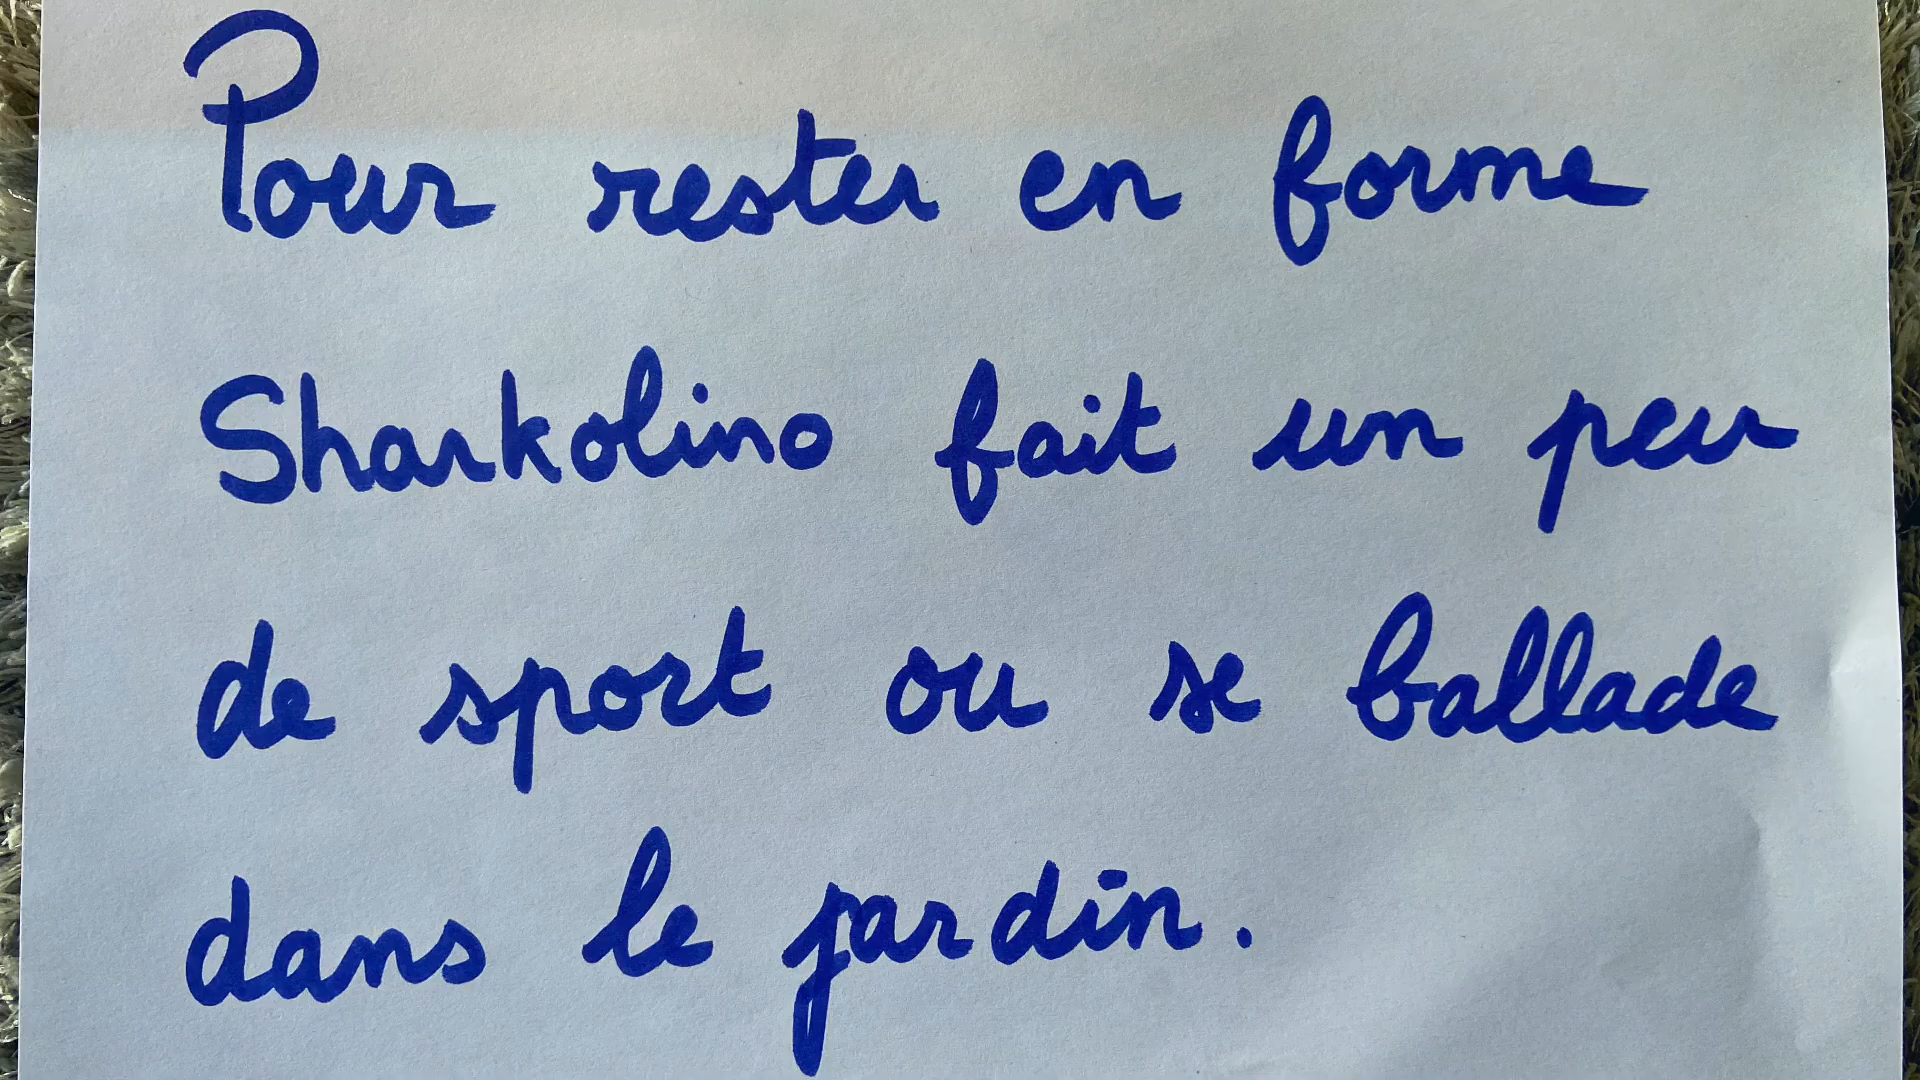 Pour rester en forme
Sharkolino fait un peu
de sport ou se ballade
dans le jardin.